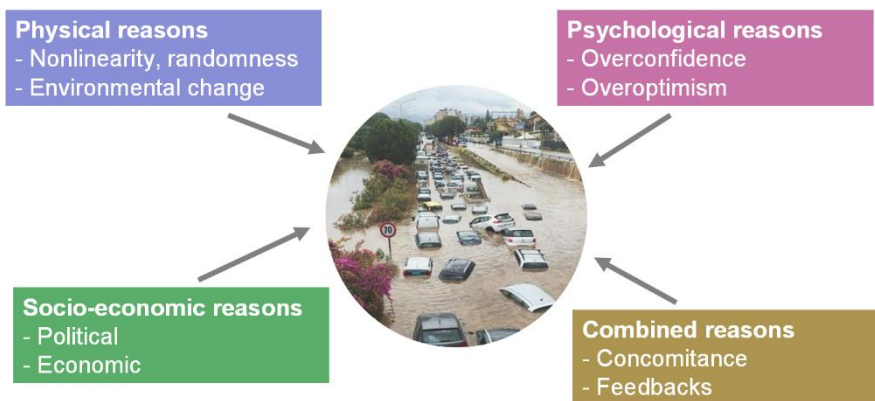 Physical reasons
- Nonlinearity, randomness
- Environmental change
Psychological reasons
- Overconfidence
- Overoptimism
70
Socio-economic reasons
- Political
- Economic
Combined reasons
- Concomitance
- Feedbacks